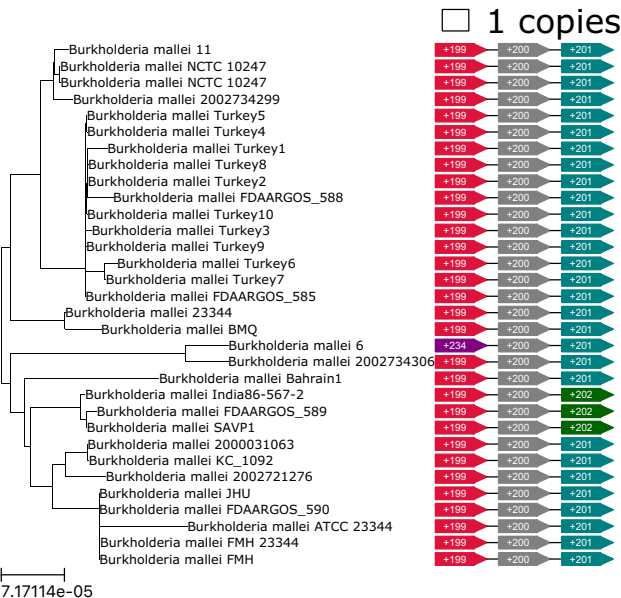 1 copies
Burkholderia mallei 11 +199 +200 +201
Burkholderia mallei NCTC 10247 +199 +200 +201
Burkholderia mallei NCTC 10247 +199 +200 +201
Burkholderia mallei 2002734299 +199 +200 +201
Burkholderia mallei Turkey5 +199 +200 +201
Burkholderia mallei Turkey4 +199 +200 +201
Burkholderia mallei Turkey1 +199 +200 +201
Burkholderia mallei Turkey8 +199 +200 +201
Burkholderia mallei Turkey2 +199 +200 +201
Burkholderia mallei FDAARGOS_588 +199 +200 +201
Burkholderia mallei Turkey10 +199 +200 +201
Burkholderia mallei Turkey3 +199 +200 +201
Burkholderia mallei Turkey9 +199 +200 +201
Burkholderia mallei Turkey6 +199 +200 +201
Burkholderia mallei Turkey7 +199 +200 +201
Burkholderia mallei FDAARGOS_585 +199 +200 +201
Burkholderia mallei 23344 +199 +200 +201
Burkholderia mallei BMQ +199 +200 +201
Burkholderia mallei 6 +234 +200 +201
Burkholderia mallei 2002734306 +199 +200 +201
Burkholderia mallei Bahrain1 +199 +200 +201
Burkholderia mallei India86-567-2 +199 +200 +202
Burkholderia mallei FDAARGOS_589 +199 +200 +202
Burkholderia mallei SAVP1 +199 +200 +202
Burkholderia mallei 2000031063 +199 +200 +201
Burkholderia mallei KC_1092 +199 +200 +201
Burkholderia mallei 2002721276 +199 +200 +201
Burkholderia mallei JHU +199 +200 +201
Burkholderia mallei FDAARGOS_590 +199 +200 +201
Burkholderia mallei ATCC 23344 +199 +200 +201
Burkholderia mallei FMH 23344 +199 +200 +201
Burkholderia mallei FMH +199 +200 +201
7.17114e-05